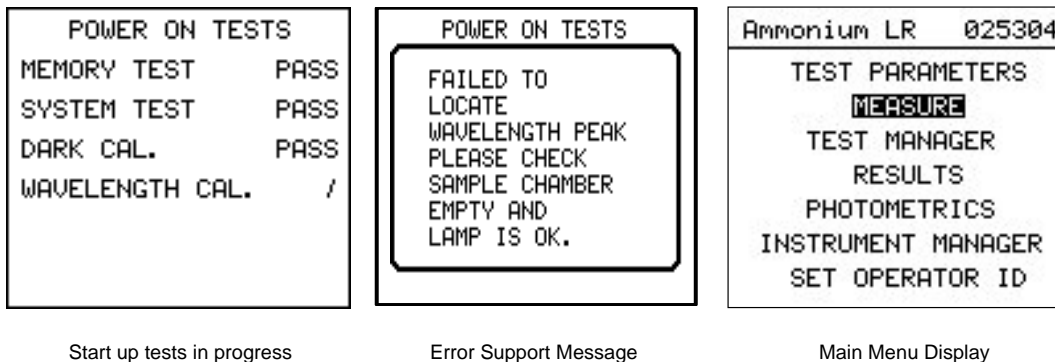 POWER ON TESTS
MEMORY TEST PASS
SYSTEM TEST PASS
DARK CAL. PASS
WAVELENGTH CAL. /
Start up tests in progress
POWER ON TESTS
FAILED TO
LOCATE
WAVELENGTH PEAK
PLEASE CHECK
SAMPLE CHAMBER
EMPTY AND
LAMP IS OK.
Error Support Message
Ammonium LR 025304
TEST PARAMETERS
MEASURE
TEST MANAGER
RESULTS
PHOTOMETRICS
INSTRUMENT MANAGER
SET OPERATOR ID
Main Menu Display